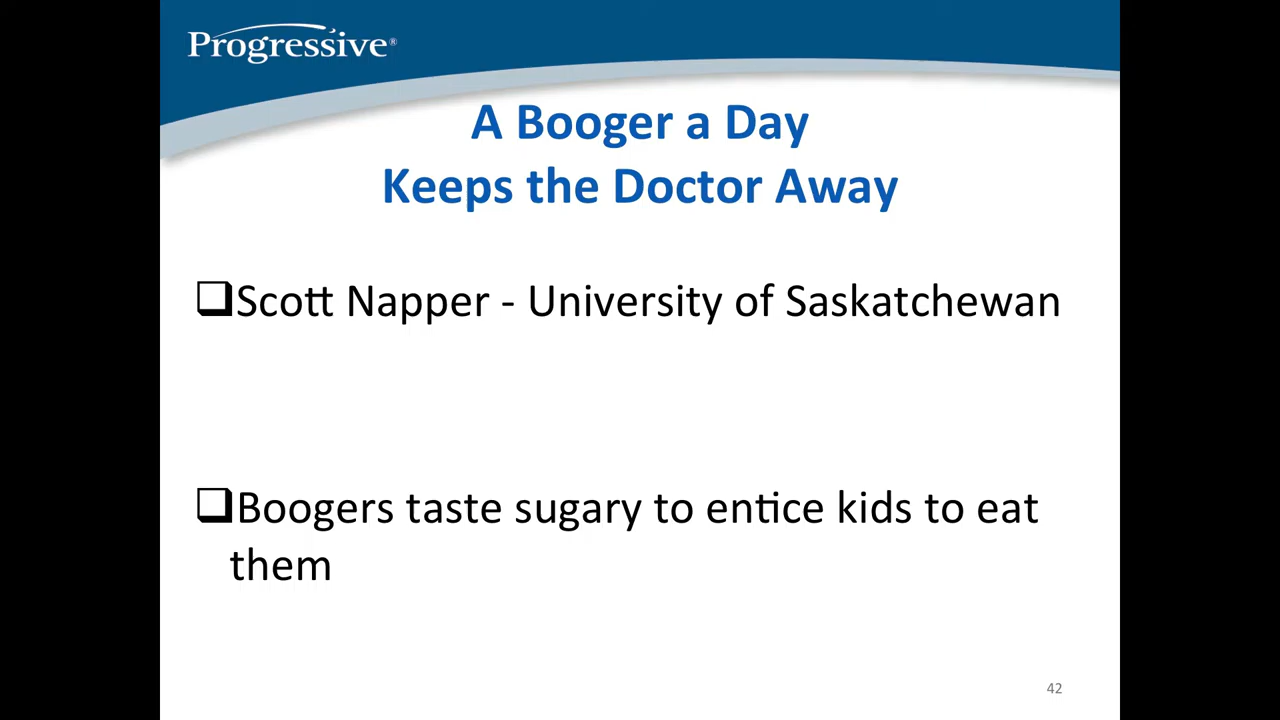 Progressive®
A Booger a Day
Keeps the Doctor Away
❑Scott Napper - University of Saskatchewan
❑Boogers taste sugary to entice kids to eat
them
42